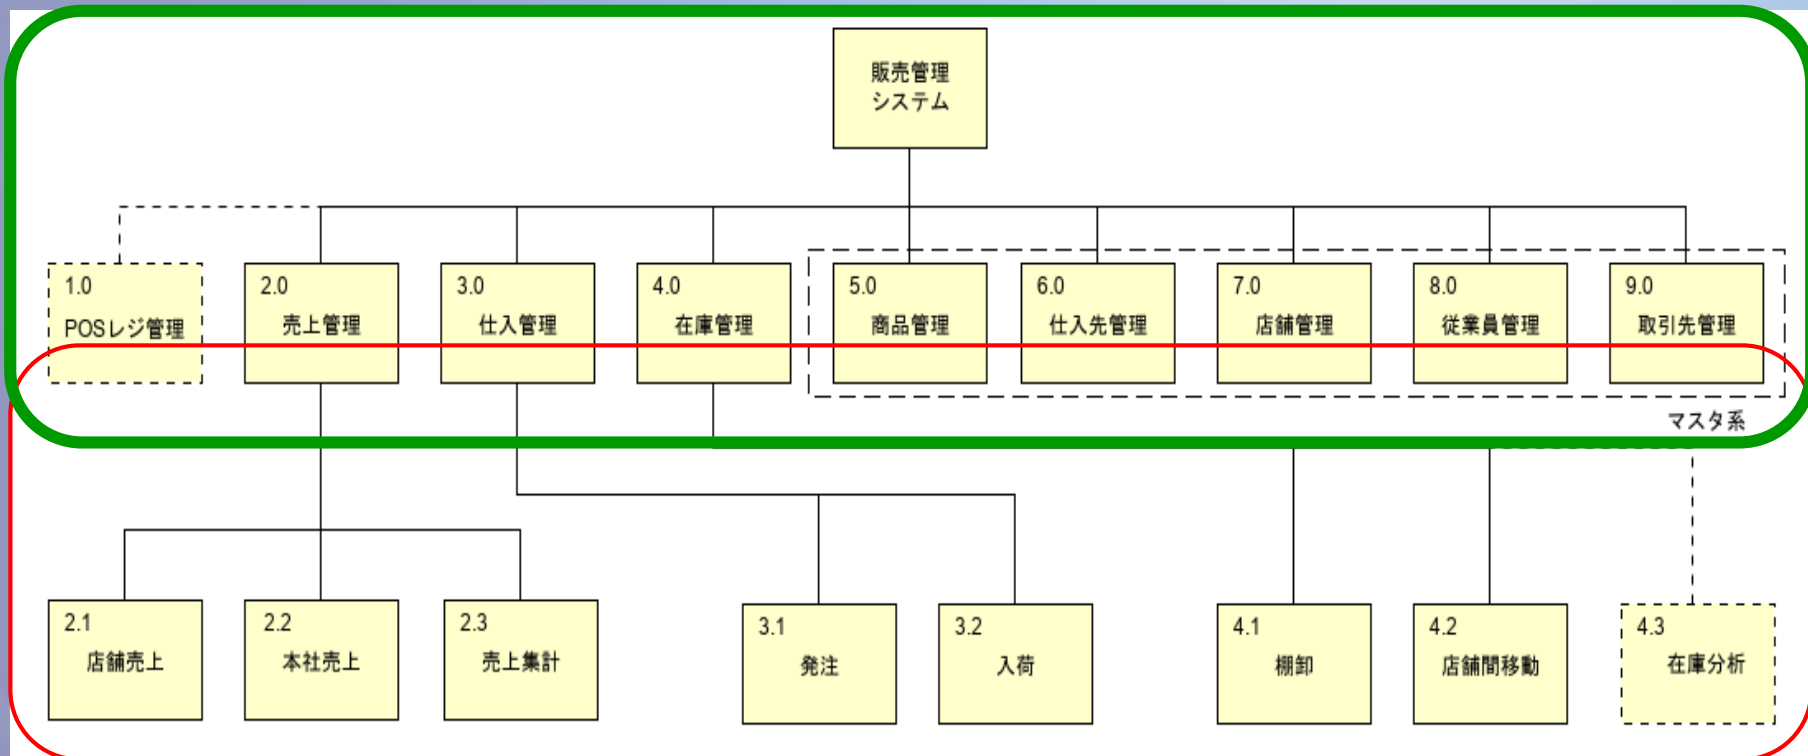 販売管理
システム
1.0
POSレジ管理
2.0
売上管理
3.0
仕入管理
4.0
在庫管理
5.0
商品管理
6.0
仕入先管理
7.0
店舗管理
8.0
従業員管理
9.0
取引先管理
マスタ系
2.1
店舗売上
2.2
本社売上
2.3
売上集計
3.1
発注
3.2
入荷
4.1
棚卸
4.2
店舗間移動
4.3
在庫分析